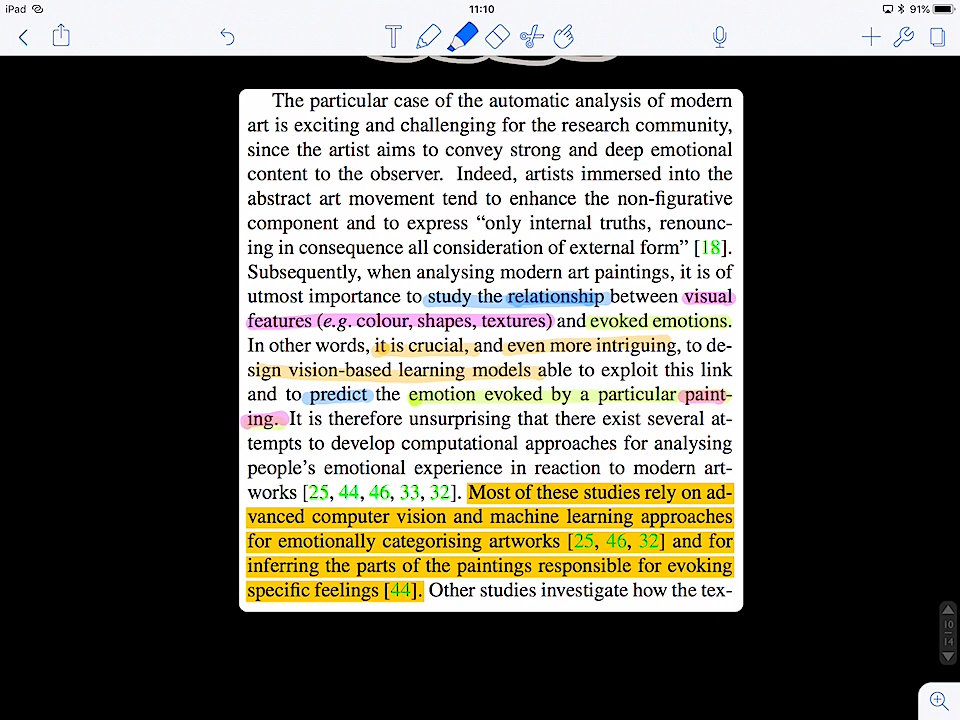 iPad
11:10
91%
The particular case of the automatic analysis of modern
art is exciting and challenging for the research community,
since the artist aims to convey strong and deep emotional
content to the observer. Indeed, artists immersed into the
abstract art movement tend to enhance the non-figurative
component and to express “only internal truths, renounc-
ing in consequence all consideration of external form” [18].
Subsequently, when analysing modern art paintings, it is of
utmost importance to study the relationship between visual
features (e.g. colour, shapes, textures) and evoked emotions.
In other words, it is crucial, and even more intriguing, to de-
sign vision-based learning models able to exploit this link
and to predict the emotion evoked by a particular paint-
ing. It is therefore unsurprising that there exist several at-
tempts to develop computational approaches for analysing
people’s emotional experience in reaction to modern art-
works [25, 44, 46, 33, 32]. Most of these studies rely on ad-
vanced computer vision and machine learning approaches
for emotionally categorising artworks [25, 46, 32] and for
inferring the parts of the paintings responsible for evoking
specific feelings [44]. Other studies investigate how the tex-
10
14